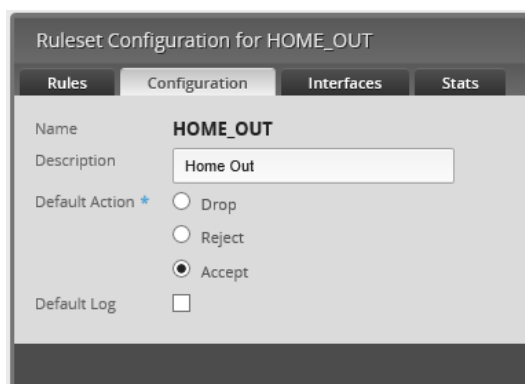 Ruleset Configuration for HOME_OUT
Rules Configuration Interfaces Stats
Name HOME_OUT
Description Home Out
Default Action * Drop
Reject
Accept
Default Log